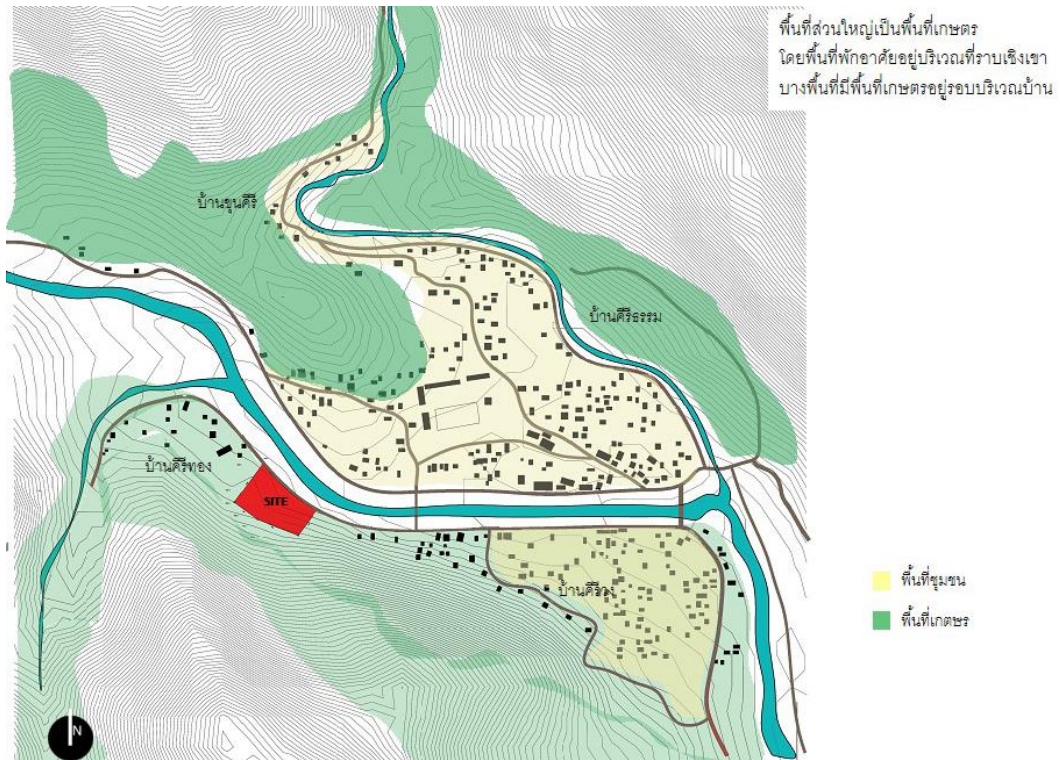 พื้นที่ส่วนใหญ่เป็นพื้นที่เกษตร
โดยพื้นที่พักอาศัยอยู่บริเวณที่ราบเชิงเขา
บางพื้นที่มีพื้นที่เกษตรอยู่รอบบริเวณบ้าน
บ้านขุนคีรี
บ้านคีรีธรรม
บ้านคีรีทอง
SITE
บ้านคีรีวง
พื้นที่ชุมชน
พื้นที่เกตษร
N